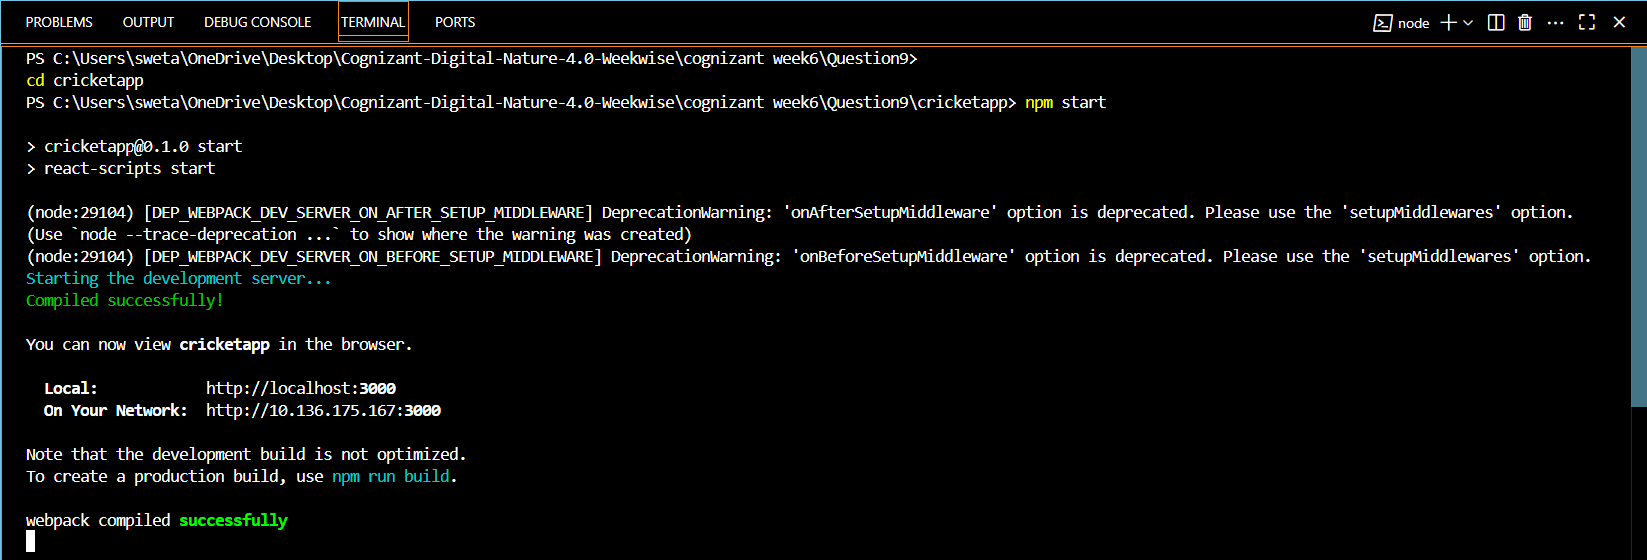 PROBLEMS OUTPUT DEBUG CONSOLE TERMINAL PORTS node
PS C:\Users\sweta\OneDrive\Desktop\Cognizant-Digital-Nature-4.0-Weekwise\cognizant week6\Question9>
cd cricketapp
PS C:\Users\sweta\OneDrive\Desktop\Cognizant-Digital-Nature-4.0-Weekwise\cognizant week6\Question9\cricketapp> npm start
> cricketapp@0.1.0 start
> react-scripts start
(node:29104) [DEP_WEBPACK_DEV_SERVER_ON_AFTER_SETUP_MIDDLEWARE] DeprecationWarning: 'onAfterSetupMiddleware' option is deprecated. Please use the 'setupMiddlewares' option.
(Use `node --trace-deprecation ...` to show where the warning was created)
(node:29104) [DEP_WEBPACK_DEV_SERVER_ON_BEFORE_SETUP_MIDDLEWARE] DeprecationWarning: 'onBeforeSetupMiddleware' option is deprecated. Please use the 'setupMiddlewares' option.
Starting the development server...
Compiled successfully!
You can now view cricketapp in the browser.
Local: http://localhost:3000
On Your Network: http://10.136.175.167:3000
Note that the development build is not optimized.
To create a production build, use npm run build.
webpack compiled successfully